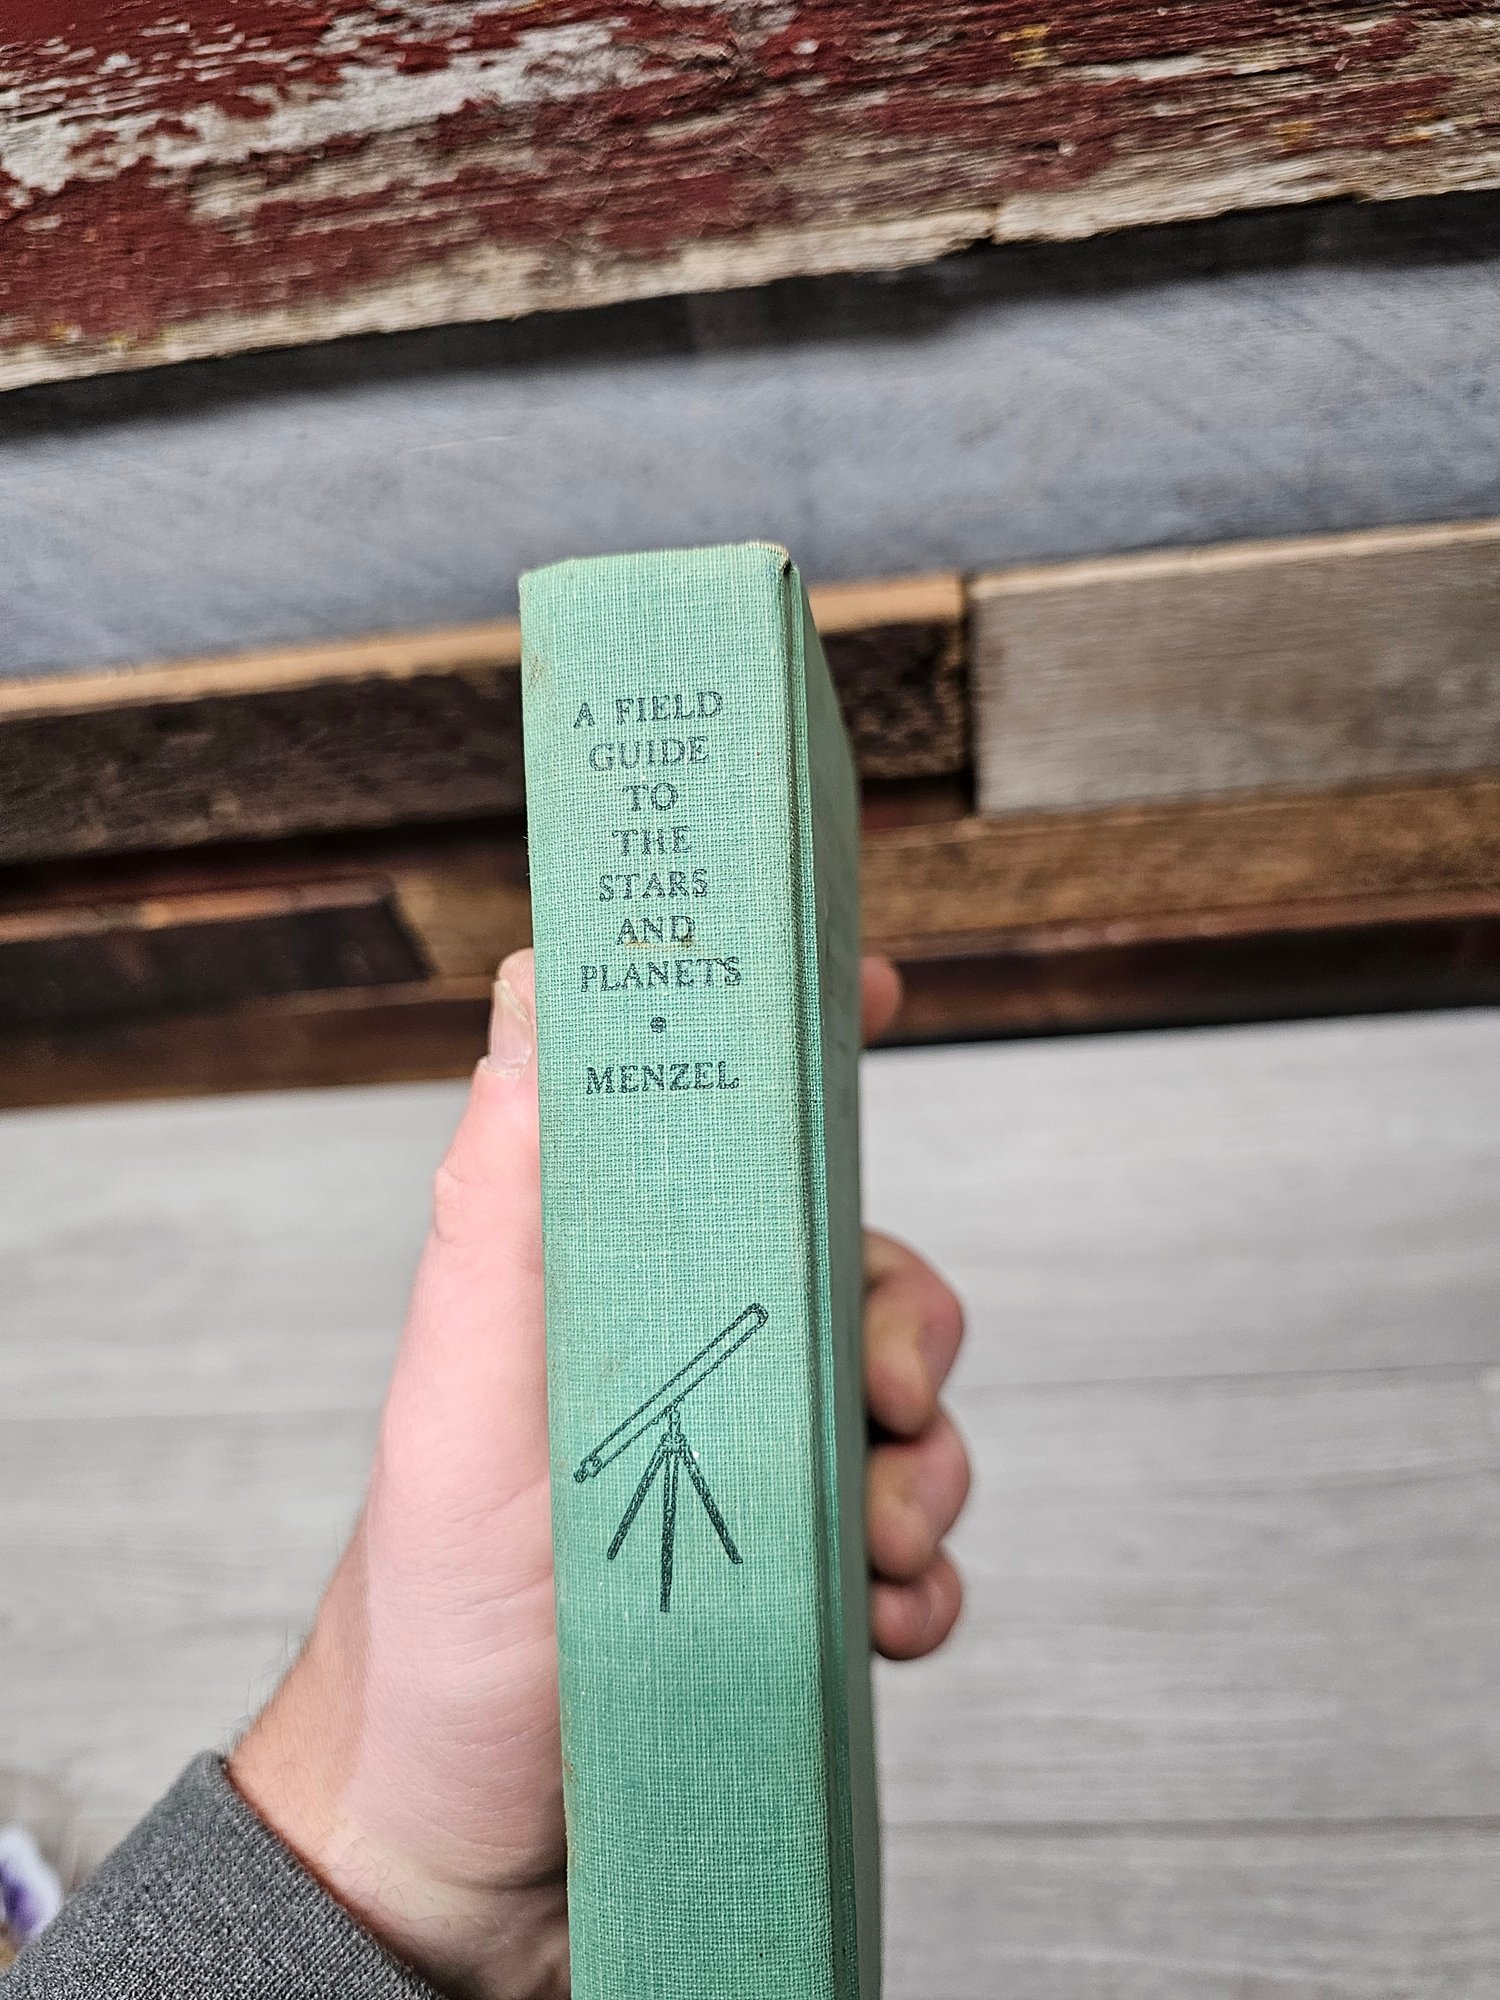 A FIELD
GUIDE
TO
THE
STARS
AND
PLANETS
•
MENZEL